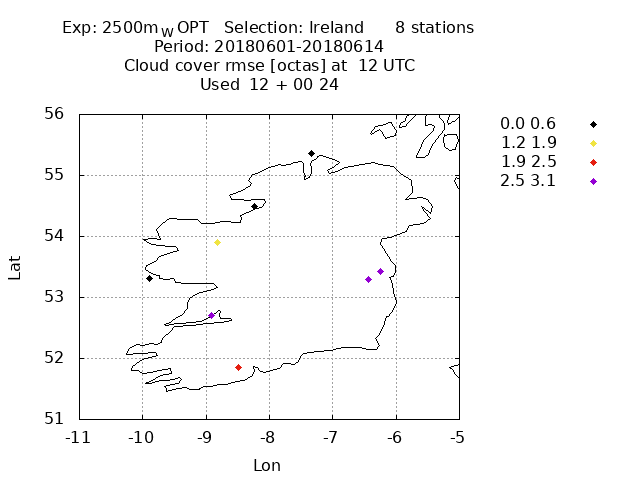 Exp: 2500m W OPT Selection: Ireland 8 stations
Period: 20180601-20180614
Cloud cover rmse [octas] at 12 UTC
Used 12 + 00 24
0.0 0.6
1.2 1.9
1.9 2.5
2.5 3.1
56
55
54
53
52
51
Lat
-11 -10 -9 -8 -7 -6 -5
Lon